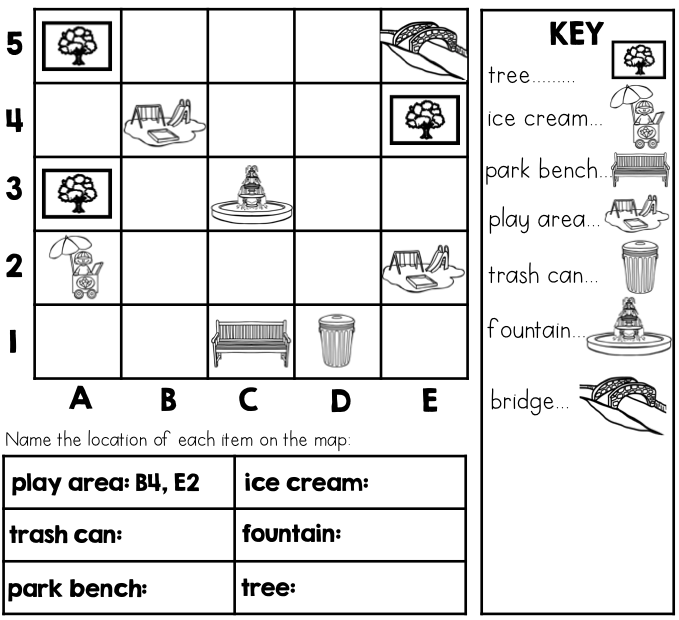 5
4
3
2
1
A B C D E
KEY
tree........
ice cream...
park bench...
play area...
trash can...
fountain...
bridge...
Name the location of each item on the map:
play area: B4, E2
ice cream:
trash can:
fountain:
park bench:
tree: